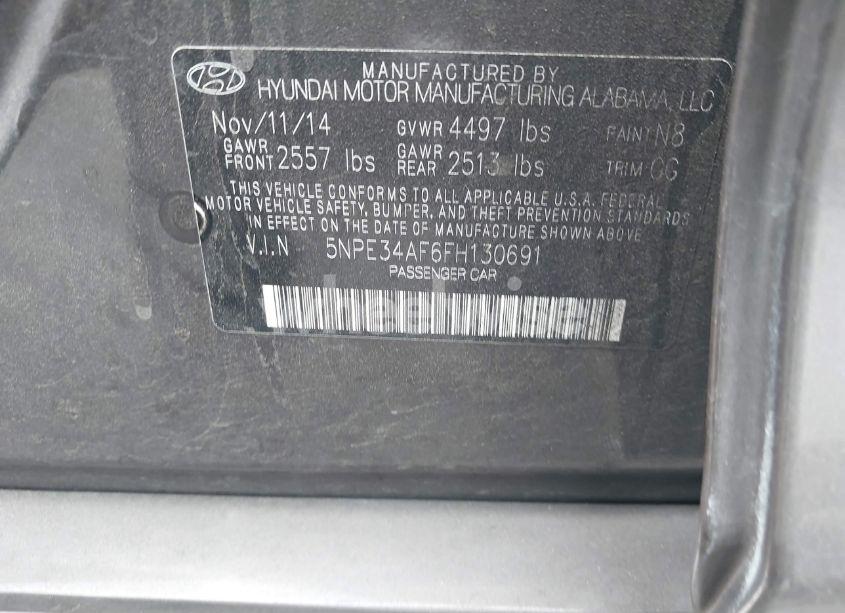 MANUFACTURED BY
HYUNDAI MOTOR MANUFACTURING ALABAMA, LLC
Nov/11/14 GVWR 4497 lbs PAINT N8
GAWR FRONT 2557 lbs GAWR REAR 2513 lbs TRIM
THIS VEHICLE CONFORMS TO ALL APPLICABLE U.S.A. FEDERAL
MOTOR VEHICLE SAFETY, BUMPER, AND THEFT PREVENTION STANDARDS
IN EFFECT ON THE DATE OF MANUFACTURE SHOWN ABOVE
V.I.N 5NPE34AF6FH130691
PASSENGER CAR